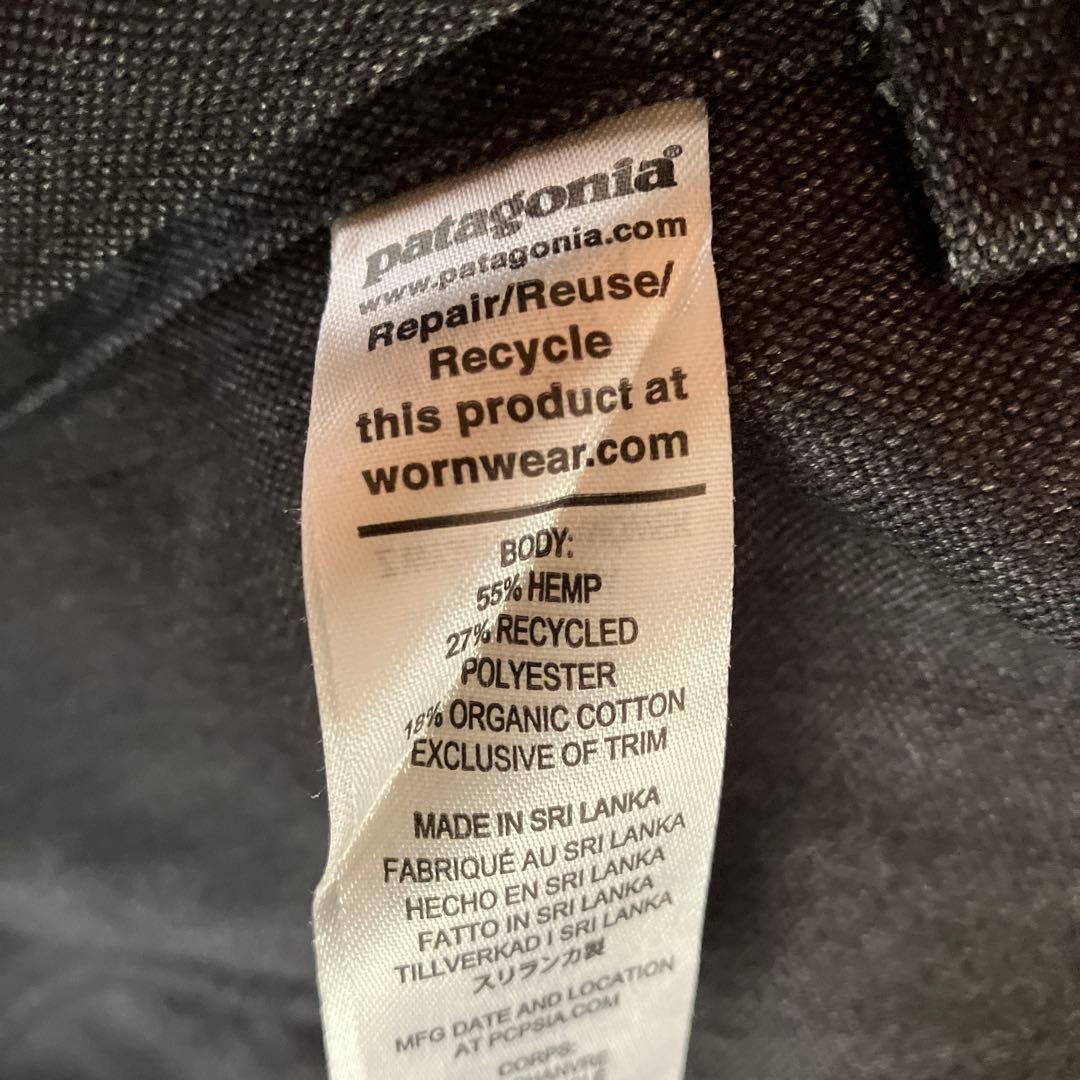 patagonia®
www.patagonia.com
Repair/Reuse/
Recycle
this product at
wornwear.com
BODY:
55% HEMP
27% RECYCLED
POLYESTER
18% ORGANIC COTTON
EXCLUSIVE OF TRIM
MADE IN SRI LANKA
FABRIQUÉ AU SRI LANKA
HECHO EN SRI LANKA
FATTO IN SRI LANKA
TILLVERKAD I SRI LANKA
スリランカ製
MFG DATE AND LOCATION
AT PCPSIA.COM
CORPS: